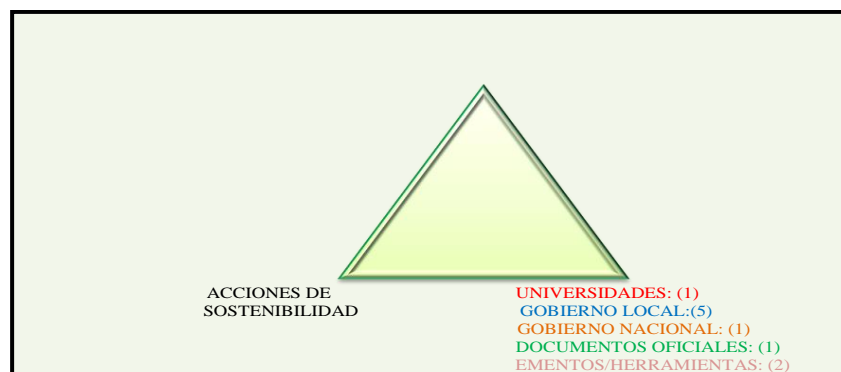 ACCIONES DE
SOSTENIBILIDAD
UNIVERSIDADES: (1)
GOBIERNO LOCAL:(5)
GOBIERNO NACIONAL: (1)
DOCUMENTOS OFICIALES: (1)
EMENTOS/HERRAMIENTAS: (2)